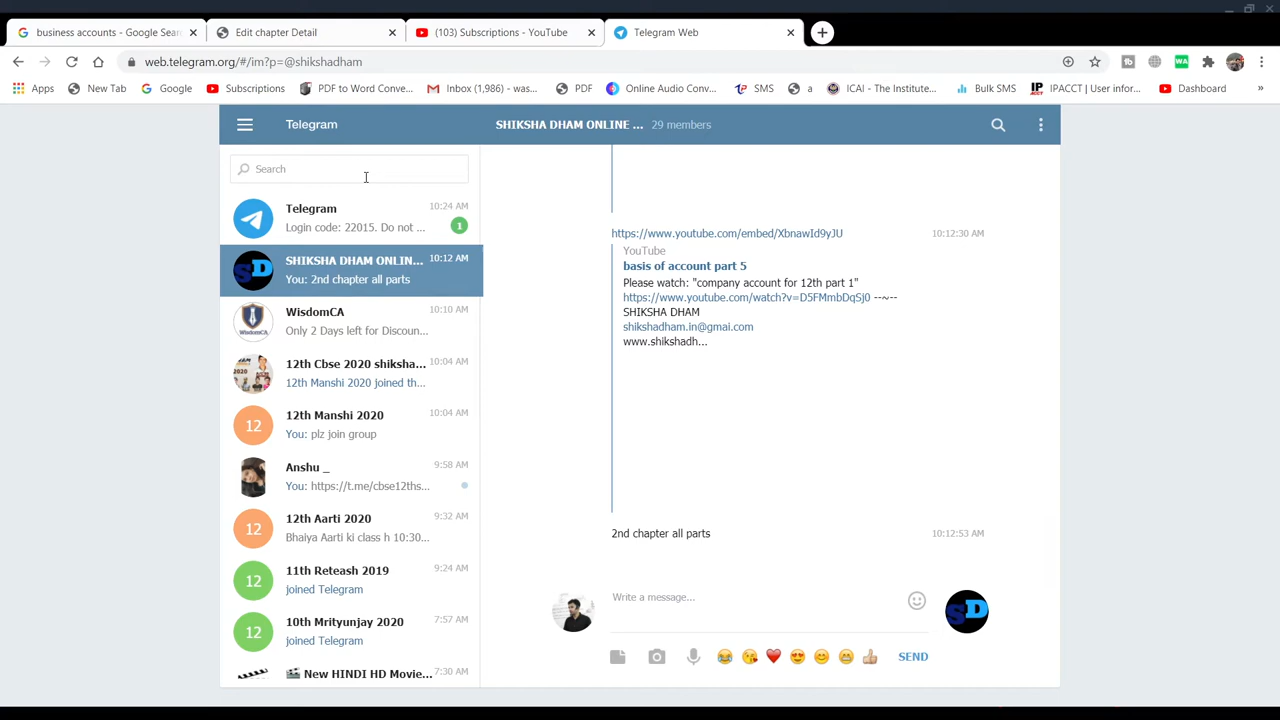 business accounts - Google Sear
Edit chapter Detail
(103) Subscriptions - YouTube
Telegram Web
web.telegram.org/#/im?p=@shikshadham
Apps
New Tab
Google
Subscriptions
PDF to Word Conve...
Inbox (1,986) - was...
PDF
Online Audio Conv...
SMS
a
ICAI - The Institute...
Bulk SMS
IPACCT | User infor...
Dashboard
»
Telegram
SHIKSHA DHAM ONLINE ... 29 members
Search
Telegram 10:24 AM
Login code: 22015. Do not ... 1
SHIKSHA DHAM ONLIN... 10:12 AM
You: 2nd chapter all parts
WisdomCA 10:10 AM
Only 2 Days left for Discoun...
12th Cbse 2020 shiksha... 10:04 AM
12th Manshi 2020 joined th...
12th Manshi 2020 10:04 AM
12
You: plz join group
Anshu _ 9:58 AM
You: https://t.me/cbse12ths...
12th Aarti 2020 9:32 AM
12
Bhaiya Aarti ki class h 10:30...
11th Reteash 2019 9:24 AM
12
joined Telegram
10th Mrityunjay 2020 7:57 AM
12
joined Telegram
New HINDI HD Movie... 7:30 AM
https://www.youtube.com/embed/XbnawId9yJU 10:12:30 AM
YouTube
basis of account part 5
Please watch: "company account for 12th part 1"
https://www.youtube.com/watch?v=D5FMmbDqSj0 --~--
SHIKSHA DHAM
shikshadham.in@gmai.com
www.shikshadh...
2nd chapter all parts 10:12:53 AM
Write a message...
SD
SEND